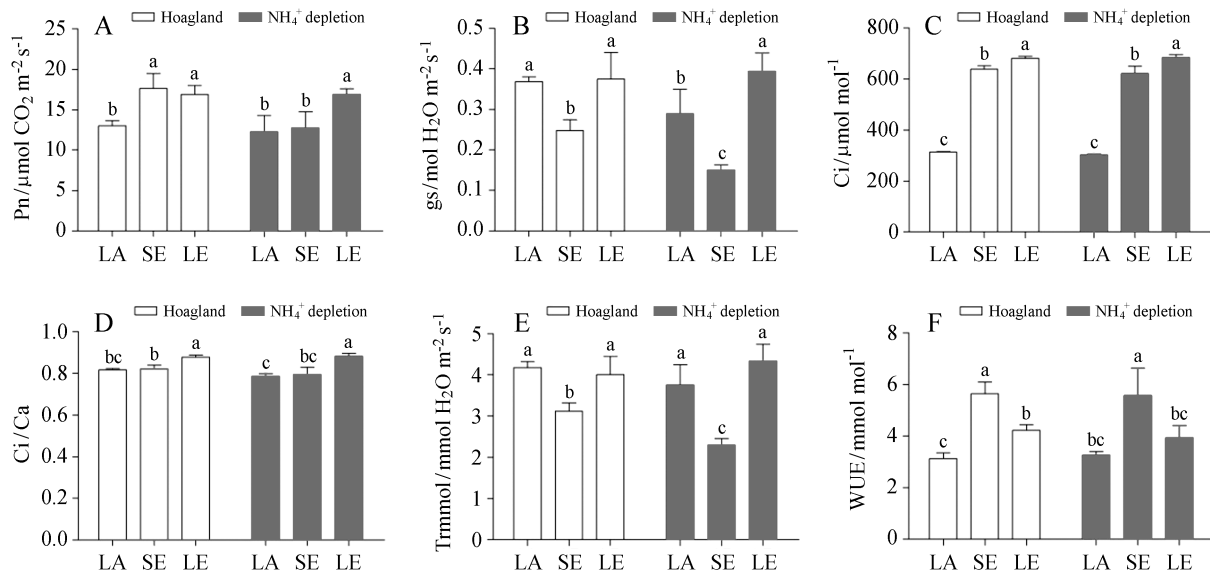 Hoagland NH₄⁺ depletion
A
Pn/μmol CO₂ m⁻² s⁻¹
25
20
15
10
5
0
b a a b b a
LA SE LE LA SE LE
Hoagland NH₄⁺ depletion
B
gs/mol H₂O m⁻² s⁻¹
0.5
0.4
0.3
0.2
0.1
0.0
a b a b c a
LA SE LE LA SE LE
Hoagland NH₄⁺ depletion
C
Ci/μmol mol⁻¹
800
600
400
200
0
c b a c b a
LA SE LE LA SE LE
Hoagland NH₄⁺ depletion
D
Ci/Ca
1.0
0.8
0.6
0.4
0.2
0.0
bc b a c bc a
LA SE LE LA SE LE
Hoagland NH₄⁺ depletion
E
Trmmol/mmol H₂O m⁻² s⁻¹
5
4
3
2
1
0
a b a a c a
LA SE LE LA SE LE
Hoagland NH₄⁺ depletion
F
WUE/mmol mol⁻¹
8
6
4
2
0
c a b bc a bc
LA SE LE LA SE LE